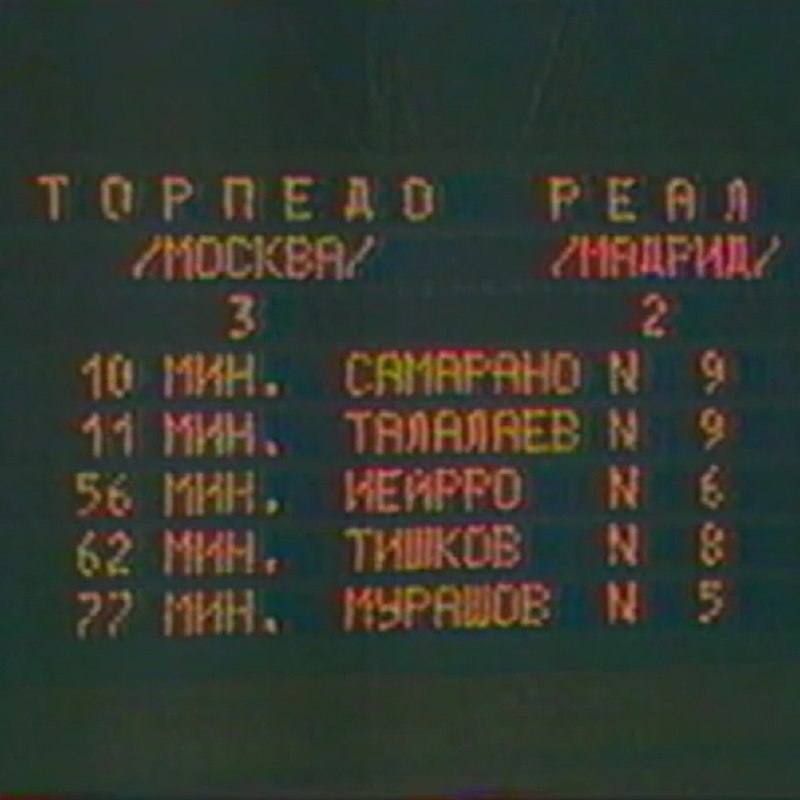 ТОРПЕДО РЕАЛ
/МОСКВА/ /МАДРИД/
3 2
10 МИН. САМАРАНО N 9
11 МИН. ТАЛАЛАЕВ N 9
56 МИН. ИЕИРРО N 6
62 МИН. ТИШКОВ N 8
77 МИН. МУРАШОВ N 5